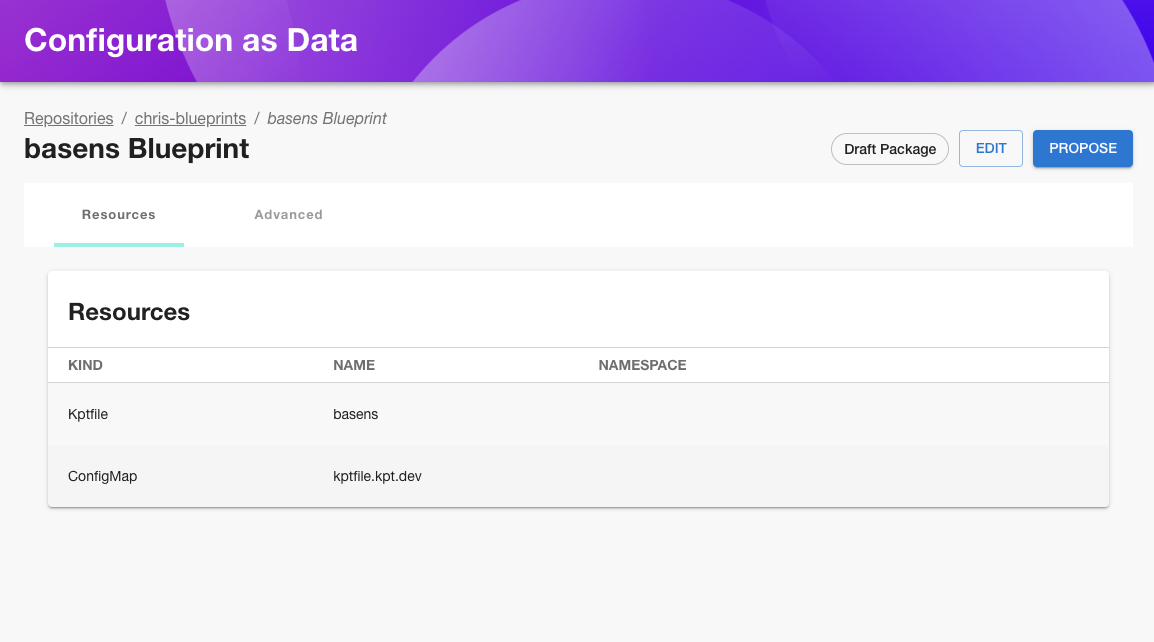 Configuration as Data
Repositories / chris-blueprints / basens Blueprint
basens Blueprint
Draft Package EDIT PROPOSE
Resources Advanced
Resources
KIND NAME NAMESPACE
Kptfile basens
ConfigMap kptfile.kpt.dev